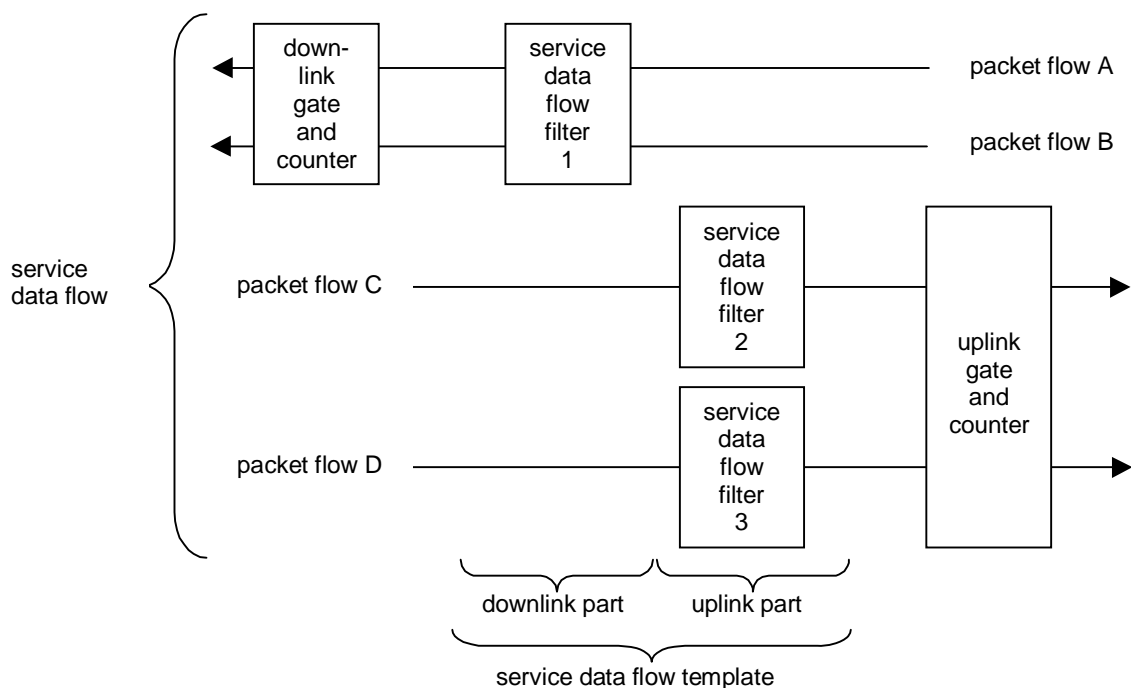 down-
link
gate
and
counter
service
data
flow
filter
1
packet flow A
packet flow B
service
data flow
packet flow C
service
data
flow
filter
2
uplink
gate
and
counter
packet flow D
service
data
flow
filter
3
downlink part
uplink part
service data flow template